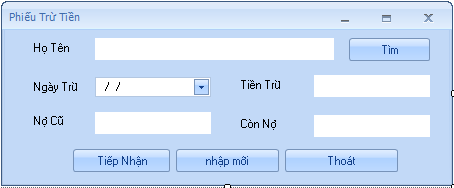 Phiếu Trừ Tiền
Họ Tên
Tìm
Ngày Trừ
/ /
Tiền Trừ
Nợ Cũ
Còn Nợ
Tiếp Nhận
nhập mới
Thoát